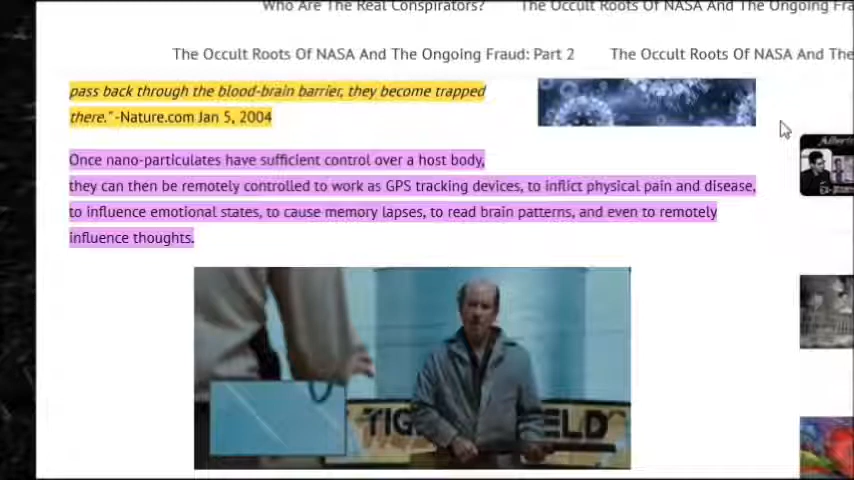 Who Are The Real Conspirators? The Occult Roots Of NASA And The Ongoing
The Occult Roots Of NASA And The Ongoing Fraud: Part 2 The Occult Roots Of NASA And The
pass back through the blood-brain barrier, they become trapped
there." -Nature.com Jan 5, 2004
Once nano-particulates have sufficient control over a host body,
they can then be remotely controlled to work as GPS tracking devices, to inflict physical pain and disease,
to influence emotional states, to cause memory lapses, to read brain patterns, and even to remotely
influence thoughts.
TIG ELD